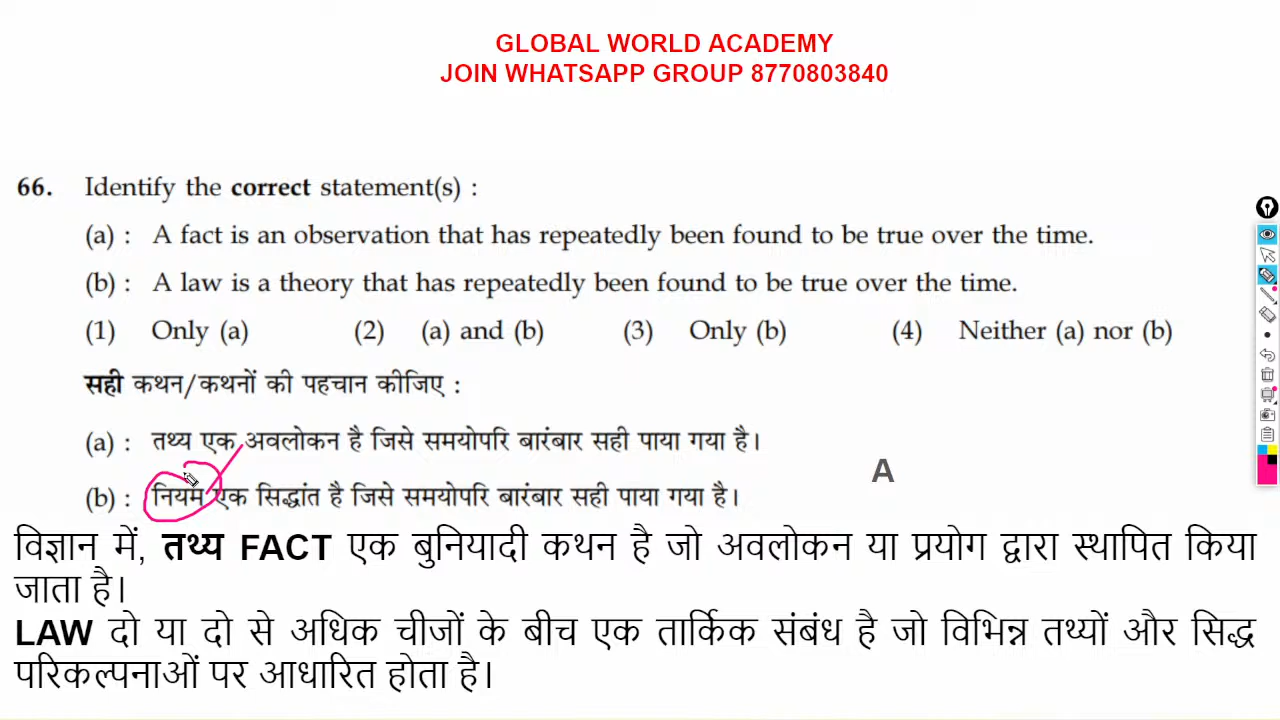 GLOBAL WORLD ACADEMY
JOIN WHATSAPP GROUP 8770803840
66. Identify the correct statement(s) :
(a) : A fact is an observation that has repeatedly been found to be true over the time.
(b) : A law is a theory that has repeatedly been found to be true over the time.
(1) Only (a) (2) (a) and (b) (3) Only (b) (4) Neither (a) nor (b)
सही कथन/कथनों की पहचान कीजिए :
(a) : तथ्य एक अवलोकन है जिसे समयोपरि बारंबार सही पाया गया है।
A
(b) : नियम एक सिद्धांत है जिसे समयोपरि बारंबार सही पाया गया है।
विज्ञान में, तथ्य FACT एक बुनियादी कथन है जो अवलोकन या प्रयोग द्वारा स्थापित किया
जाता है।
LAW दो या दो से अधिक चीजों के बीच एक तार्किक संबंध है जो विभिन्न तथ्यों और सिद्ध
परिकल्पनाओं पर आधारित होता है।